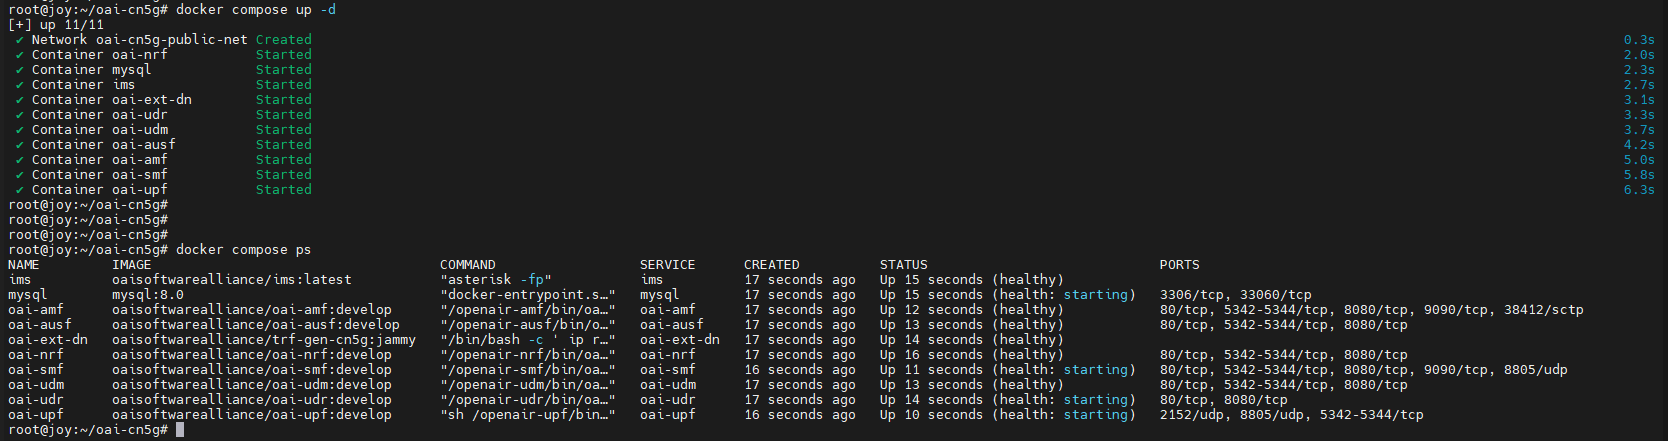 root@joy:~/oai-cn5g# docker compose up -d
[+] up 11/11
✔ Network oai-cn5g-public-net Created 0.3s
✔ Container oai-nrf Started 2.0s
✔ Container mysql Started 2.3s
✔ Container ims Started 2.7s
✔ Container oai-ext-dn Started 3.1s
✔ Container oai-udr Started 3.3s
✔ Container oai-udm Started 3.7s
✔ Container oai-ausf Started 4.2s
✔ Container oai-amf Started 5.0s
✔ Container oai-smf Started 5.8s
✔ Container oai-upf Started 6.3s
root@joy:~/oai-cn5g#
root@joy:~/oai-cn5g#
root@joy:~/oai-cn5g#
root@joy:~/oai-cn5g# docker compose ps
NAME IMAGE COMMAND SERVICE CREATED STATUS PORTS
ims oaisoftwarealliance/ims:latest "asterisk -fp" ims 17 seconds ago Up 15 seconds (healthy)
mysql mysql:8.0 "docker-entrypoint.s…" mysql 17 seconds ago Up 15 seconds (health: starting) 3306/tcp, 33060/tcp
oai-amf oaisoftwarealliance/oai-amf:develop "/openair-amf/bin/oa…" oai-amf 17 seconds ago Up 12 seconds (healthy) 80/tcp, 5342-5344/tcp, 8080/tcp, 9090/tcp, 38412/sctp
oai-ausf oaisoftwarealliance/oai-ausf:develop "/openair-ausf/bin/o…" oai-ausf 17 seconds ago Up 13 seconds (healthy) 80/tcp, 5342-5344/tcp, 8080/tcp
oai-ext-dn oaisoftwarealliance/trf-gen-cn5g:jammy "/bin/bash -c ' ip r…" oai-ext-dn 17 seconds ago Up 14 seconds (healthy)
oai-nrf oaisoftwarealliance/oai-nrf:develop "/openair-nrf/bin/oa…" oai-nrf 17 seconds ago Up 16 seconds (healthy) 80/tcp, 5342-5344/tcp, 8080/tcp
oai-smf oaisoftwarealliance/oai-smf:develop "/openair-smf/bin/oa…" oai-smf 16 seconds ago Up 11 seconds (health: starting) 80/tcp, 5342-5344/tcp, 8080/tcp, 9090/tcp, 8805/udp
oai-udm oaisoftwarealliance/oai-udm:develop "/openair-udm/bin/oa…" oai-udm 17 seconds ago Up 13 seconds (healthy) 80/tcp, 5342-5344/tcp, 8080/tcp
oai-udr oaisoftwarealliance/oai-udr:develop "/openair-udr/bin/oa…" oai-udr 17 seconds ago Up 14 seconds (health: starting) 80/tcp, 8080/tcp
oai-upf oaisoftwarealliance/oai-upf:develop "sh /openair-upf/bin…" oai-upf 16 seconds ago Up 10 seconds (health: starting) 2152/udp, 8805/udp, 5342-5344/tcp
root@joy:~/oai-cn5g#